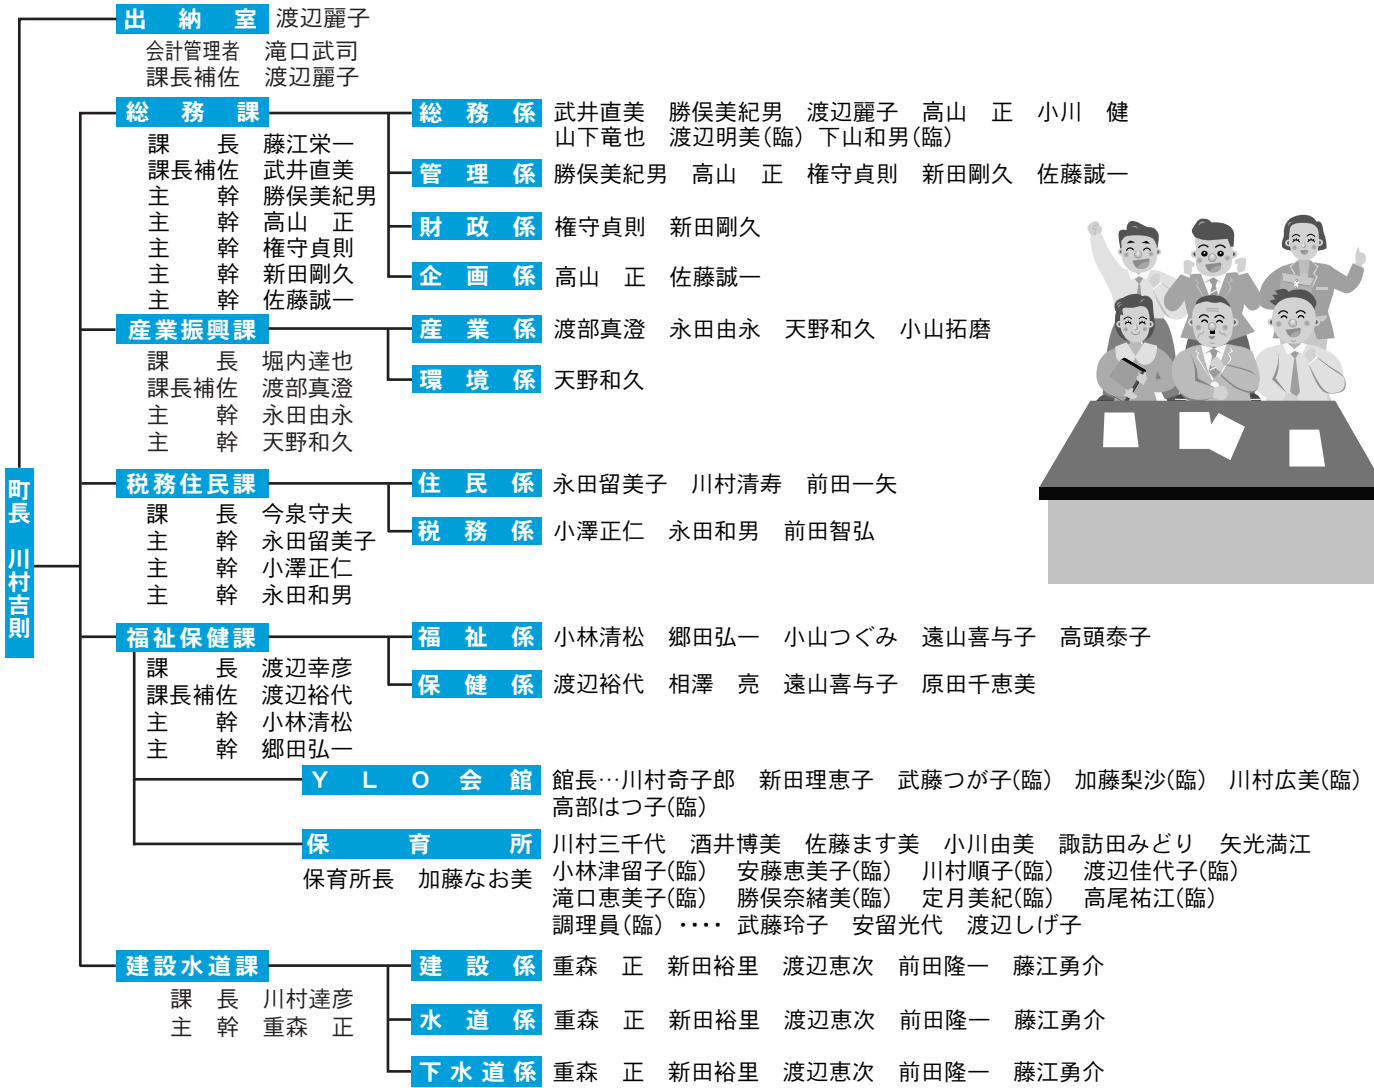 町長　川村吉則
出納室　渡辺麗子
会計管理者　滝口武司
課長補佐　渡辺麗子
総務課
課　　長　藤江栄一
課長補佐　武井直美
主　　幹　勝俣美紀男
主　　幹　高山　正
主　　幹　権守貞則
主　　幹　新田剛久
主　　幹　佐藤誠一
総務係　武井直美　勝俣美紀男　渡辺麗子　高山　正　小川　健
山下竜也　渡辺明美(臨)　下山和男(臨)
管理係　勝俣美紀男　高山　正　権守貞則　新田剛久　佐藤誠一
財政係　権守貞則　新田剛久
企画係　高山　正　佐藤誠一
産業振興課
課　　長　堀内達也
課長補佐　渡部真澄
主　　幹　永田由永
主　　幹　天野和久
産業係　渡部真澄　永田由永　天野和久　小山拓磨
環境係　天野和久
税務住民課
課　　長　今泉守夫
主　　幹　永田留美子
主　　幹　小澤正仁
主　　幹　永田和男
住民係　永田留美子　川村清寿　前田一矢
税務係　小澤正仁　永田和男　前田智弘
福祉保健課
課　　長　渡辺幸彦
課長補佐　渡辺裕代
主　　幹　小林清松
主　　幹　郷田弘一
福祉係　小林清松　郷田弘一　小山つぐみ　遠山喜与子　高頭泰子
保健係　渡辺裕代　相澤　亮　遠山喜与子　原田千恵美
ＹＬＯ会館　館長…川村奇子郎　新田理恵子　武藤つが子(臨)　加藤梨沙(臨)　川村広美(臨)
高部はつ子(臨)
保育所　川村三千代　酒井博美　佐藤ます美　小川由美　諏訪田みどり　矢光満江
保育所長　加藤なお美
小林津留子(臨)　安藤恵美子(臨)　川村順子(臨)　渡辺佳代子(臨)
滝口恵美子(臨)　勝俣奈緒美(臨)　定月美紀(臨)　高尾祐江(臨)
調理員(臨)‥‥武藤玲子　安留光代　渡辺しげ子
建設水道課
課　長　川村達彦
主　幹　重森　正
建設係　重森　正　新田裕里　渡辺恵次　前田隆一　藤江勇介
水道係　重森　正　新田裕里　渡辺恵次　前田隆一　藤江勇介
下水道係　重森　正　新田裕里　渡辺恵次　前田隆一　藤江勇介